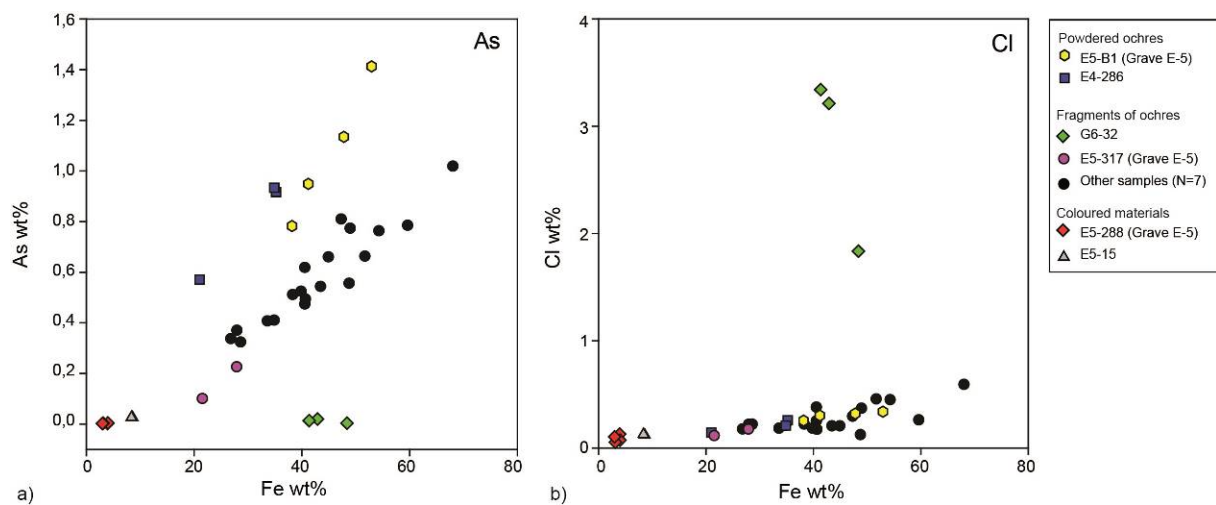 As
As wt%
1,6
1,4
1,2
1,0
0,8
0,6
0,4
0,2
0,0
0 20 40 60 80
Fe wt%
a)
Cl
Cl wt%
4
3
2
1
0
0 20 40 60 80
Fe wt%
b)
Powdered ochres
E5-B1 (Grave E-5)
E4-286
Fragments of ochres
G6-32
E5-317 (Grave E-5)
Other samples (N=7)
Coloured materials
E5-288 (Grave E-5)
E5-15